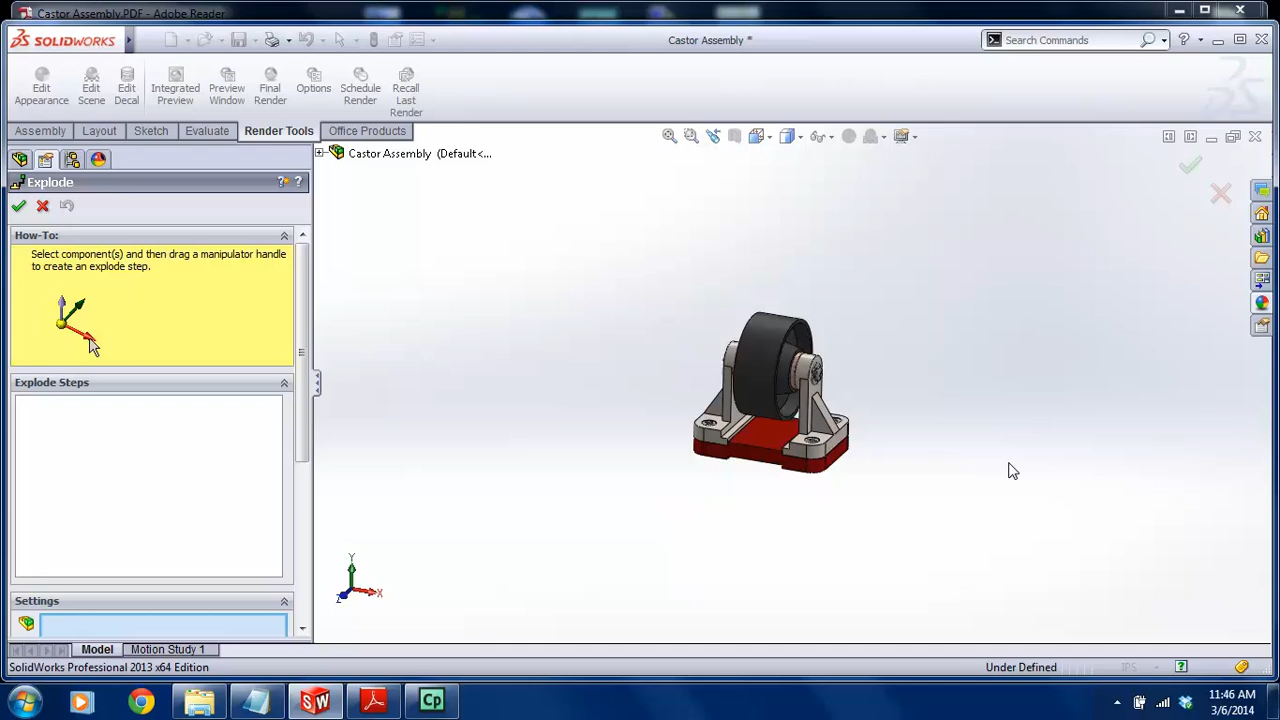 Castor Assembly.PDF - Adobe Reader
SOLIDWORKS
Castor Assembly *
Search Commands
Edit Appearance
Edit Scene
Edit Decal
Integrated Preview
Preview Window
Final Render
Options
Schedule Render
Recall Last Render
Assembly
Layout
Sketch
Evaluate
Render Tools
Office Products
Castor Assembly (Default<...
Explode
How-To:
Select component(s) and then drag a manipulator handle
to create an explode step.
Explode Steps
Settings
Y
X
Z
Model
Motion Study 1
SolidWorks Professional 2013 x64 Edition
Under Defined
IPS
SW
Cp
11:46 AM
3/6/2014